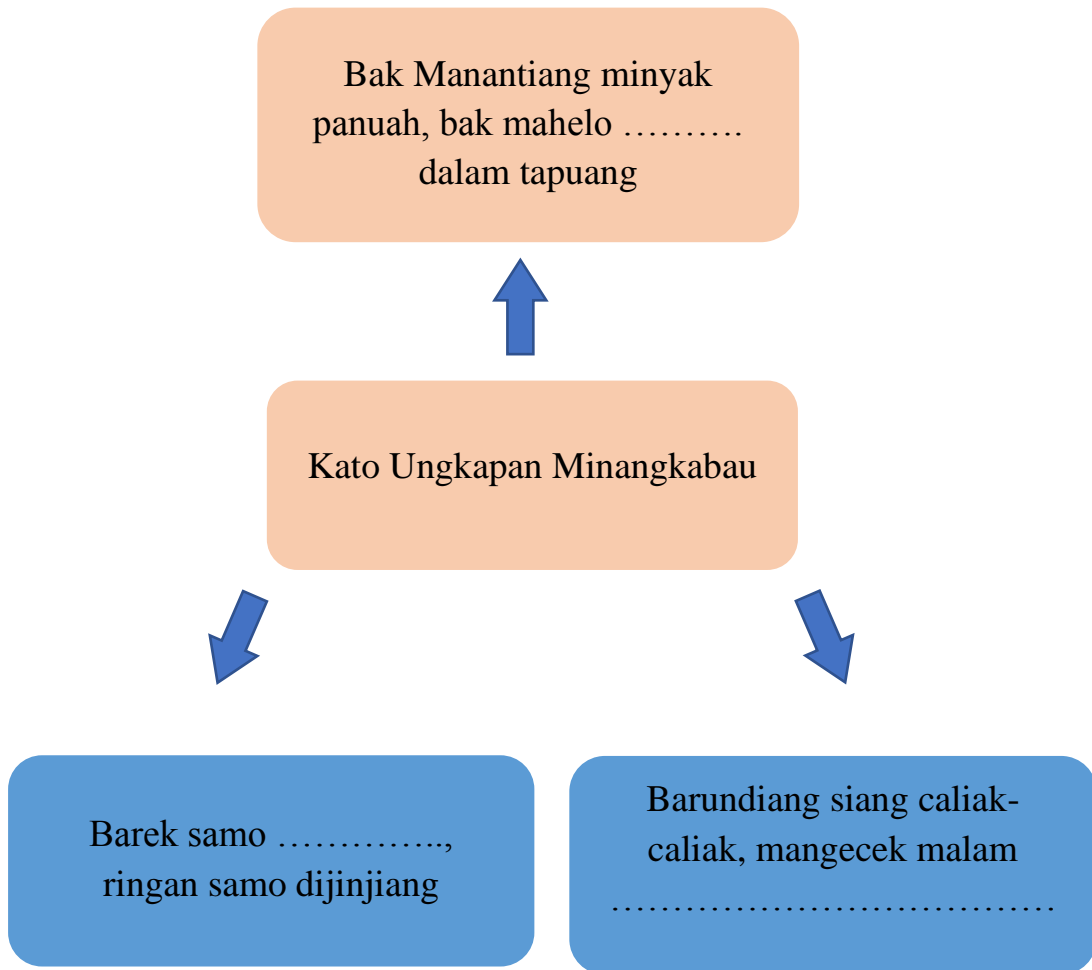 Bak Manantiang minyak
panuah, bak mahelo ……….
dalam tapuang
Kato Ungkapan Minangkabau
Barek samo …………..,
ringan samo dijinjiang
Barundiang siang caliak-
caliak, mangecek malam
………………………………